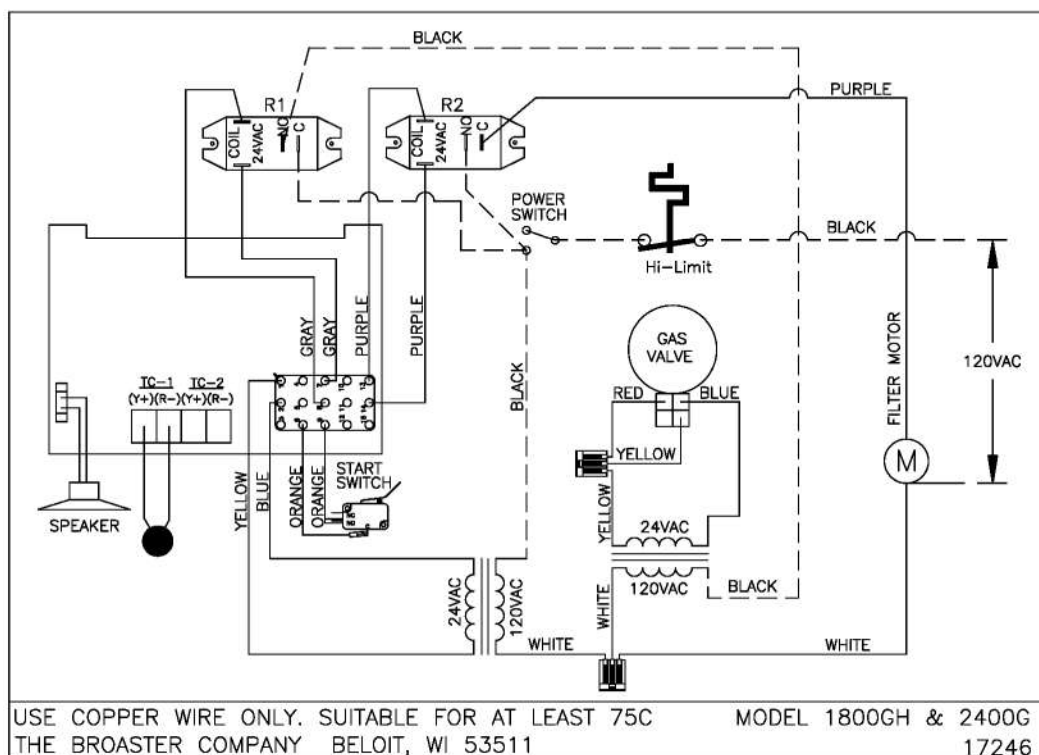 BLACK
PURPLE
R1
R2
COIL
24VAC
NO
C
COIL
24VAC
NO
C
POWER
SWITCH
BLACK
Hi-Limit
GRAY
GRAY
PURPLE
PURPLE
GAS
VALVE
FILTER MOTOR
120VAC
BLACK
RED
BLUE
TC-1 TC-2
(Y+)(R-)(Y+)(R-)
YELLOW
M
START
SWITCH
SPEAKER
YELLOW
BLUE
ORANGE
ORANGE
YELLOW
24VAC
120VAC
BLACK
24VAC
120VAC
WHITE
WHITE
WHITE
USE COPPER WIRE ONLY. SUITABLE FOR AT LEAST 75C
MODEL 1800GH & 2400G
THE BROASTER COMPANY BELOIT, WI 53511
17246